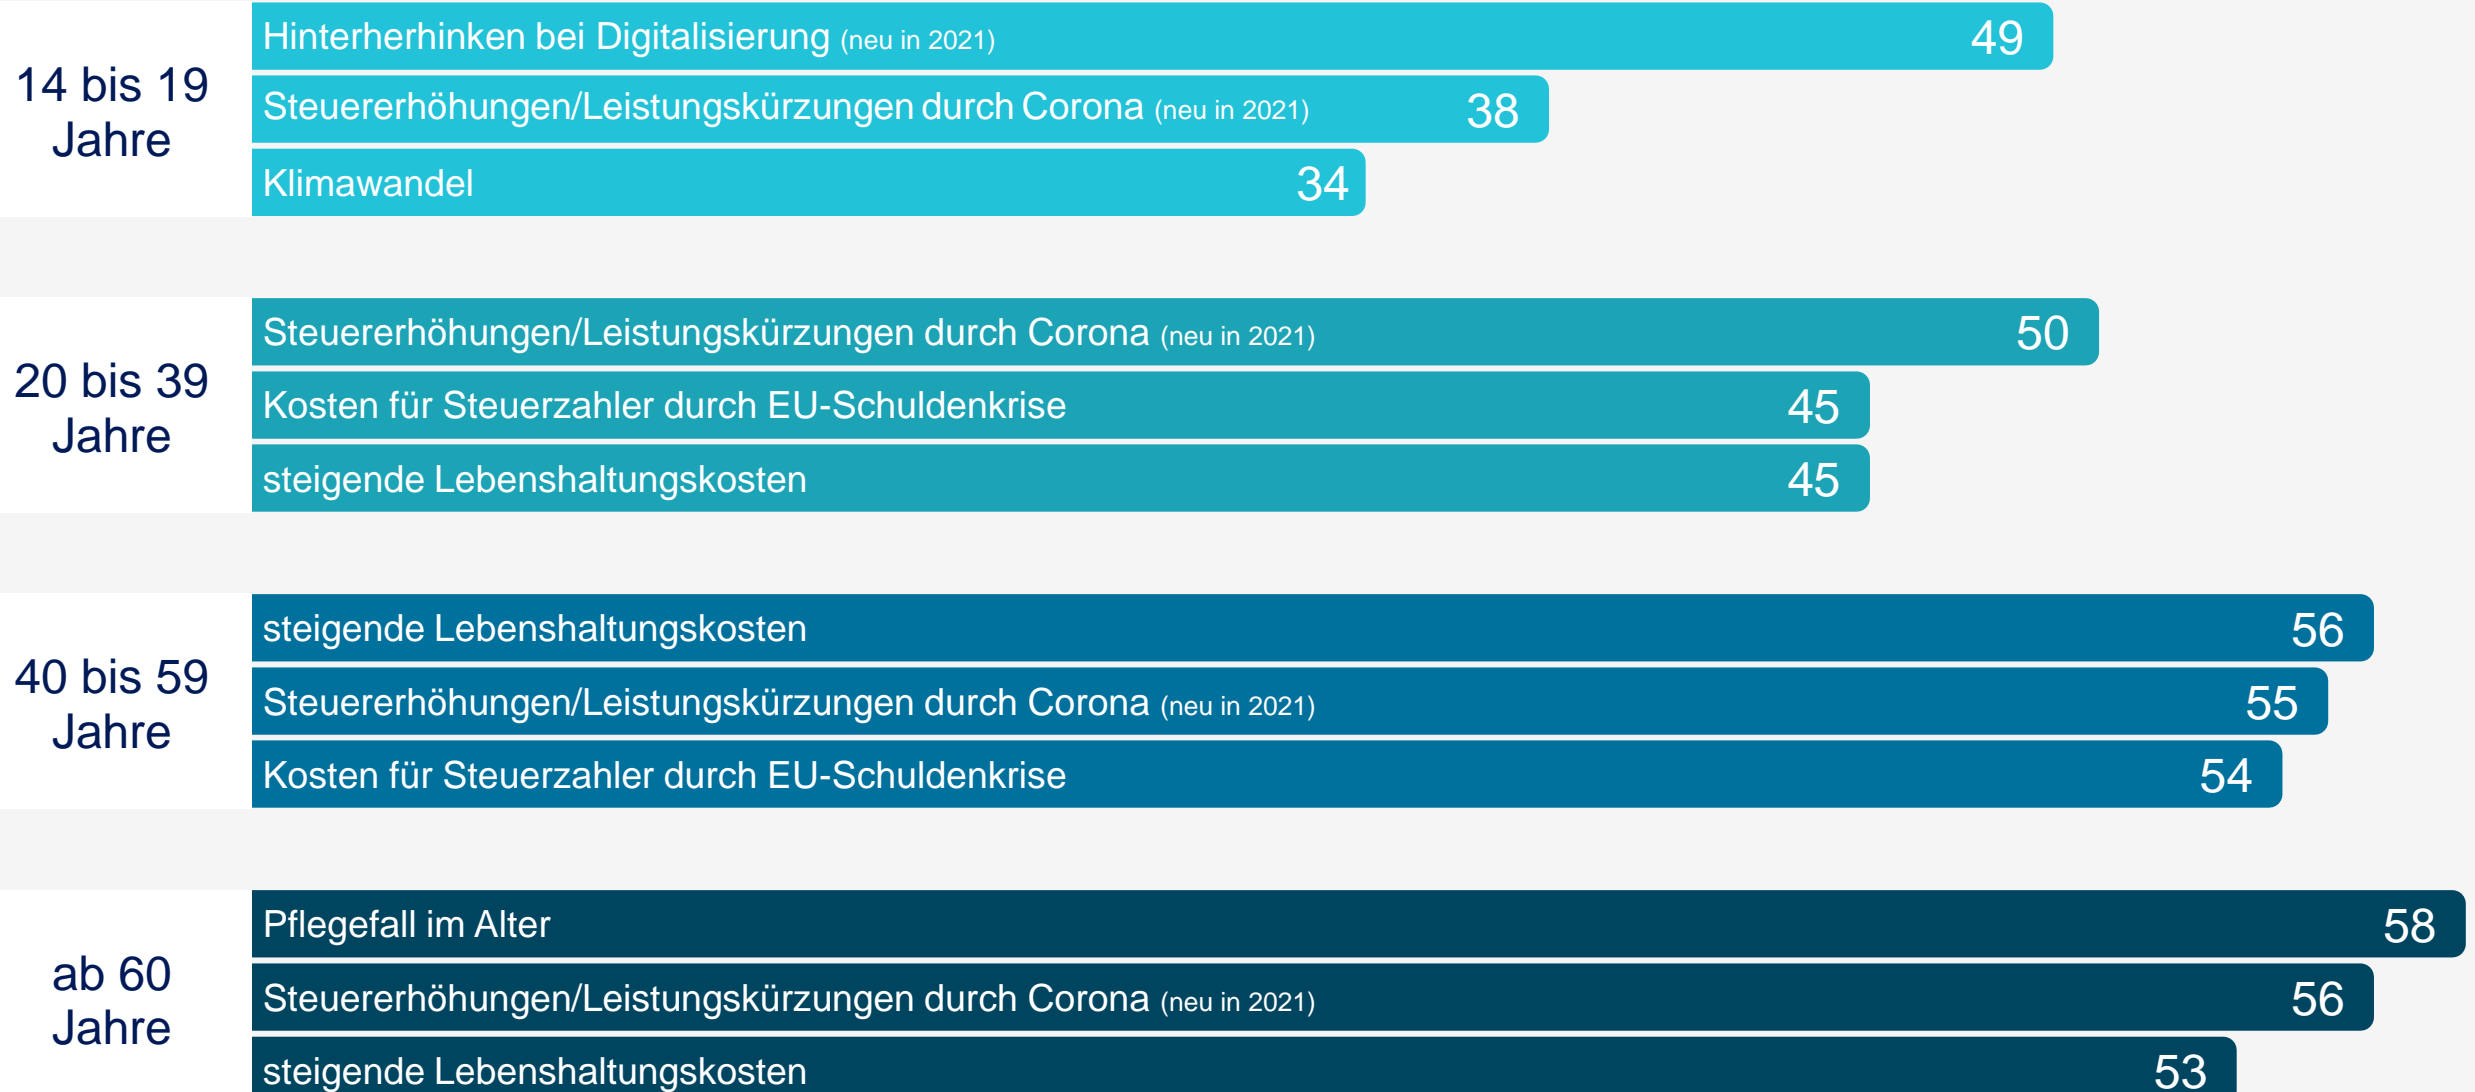 14 bis 19
Jahre
Hinterherhinken bei Digitalisierung (neu in 2021) 49
Steuererhöhungen/Leistungskürzungen durch Corona (neu in 2021) 38
Klimawandel 34
20 bis 39
Jahre
Steuererhöhungen/Leistungskürzungen durch Corona (neu in 2021) 50
Kosten für Steuerzahler durch EU-Schuldenkrise 45
steigende Lebenshaltungskosten 45
40 bis 59
Jahre
steigende Lebenshaltungskosten 56
Steuererhöhungen/Leistungskürzungen durch Corona (neu in 2021) 55
Kosten für Steuerzahler durch EU-Schuldenkrise 54
ab 60
Jahre
Pflegefall im Alter 58
Steuererhöhungen/Leistungskürzungen durch Corona (neu in 2021) 56
steigende Lebenshaltungskosten 53